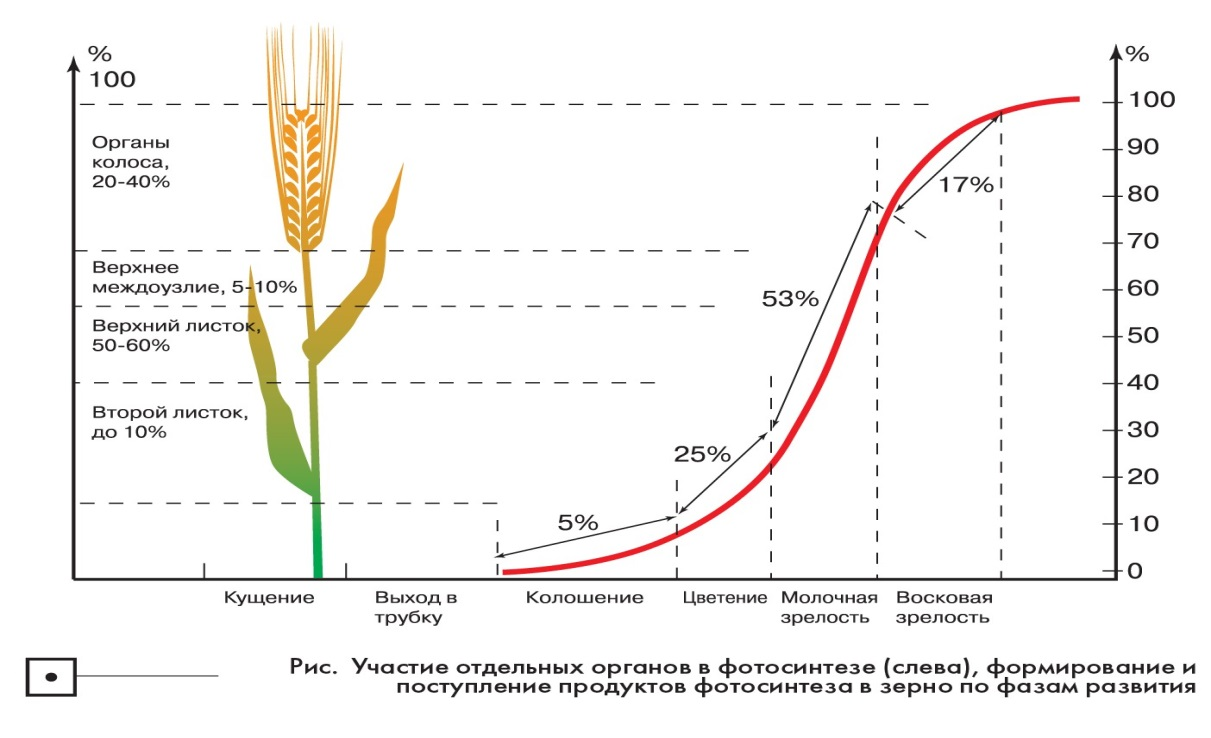 %
100
Органы
колоса,
20-40%
Верхнее
междоузлие, 5-10%
Верхний листок,
50-60%
Второй листок,
до 10%
5%
25%
53%
17%
%
100
90
80
70
60
50
40
30
20
10
0
Кущение
Выход в
трубку
Колошение
Цветение
Молочная
зрелость
Восковая
зрелость
Рис. Участие отдельных органов в фотосинтезе (слева), формирование и
поступление продуктов фотосинтеза в зерно по фазам развития